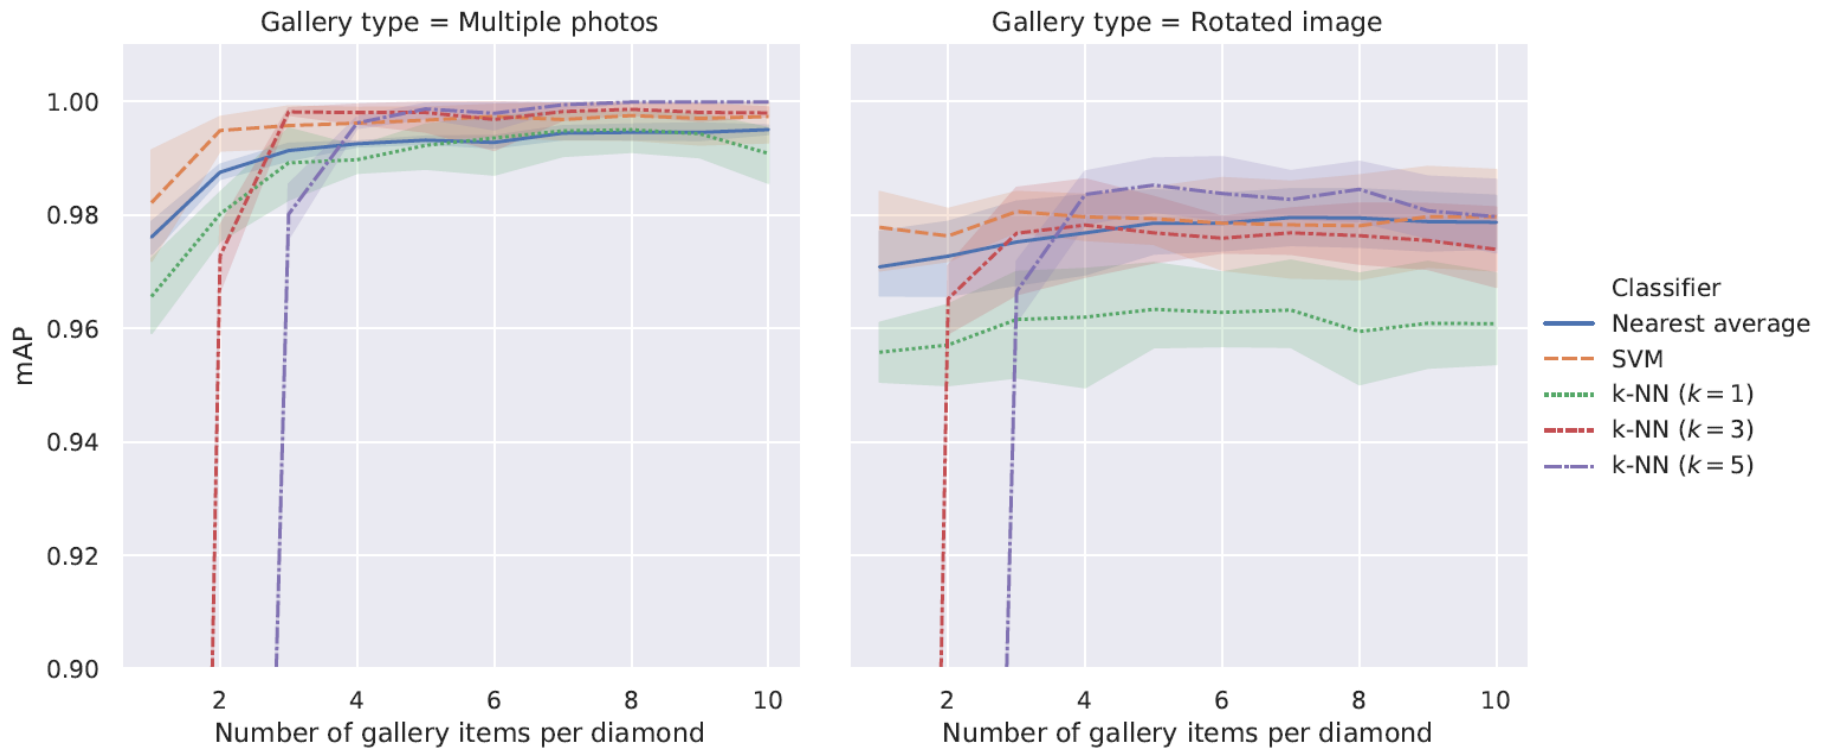 Gallery type = Multiple photos
Gallery type = Rotated image
mAP
1.00
0.98
0.96
0.94
0.92
0.90
2 4 6 8 10
2 4 6 8 10
Number of gallery items per diamond
Number of gallery items per diamond
Classifier
Nearest average
SVM
k-NN (k = 1)
k-NN (k = 3)
k-NN (k = 5)